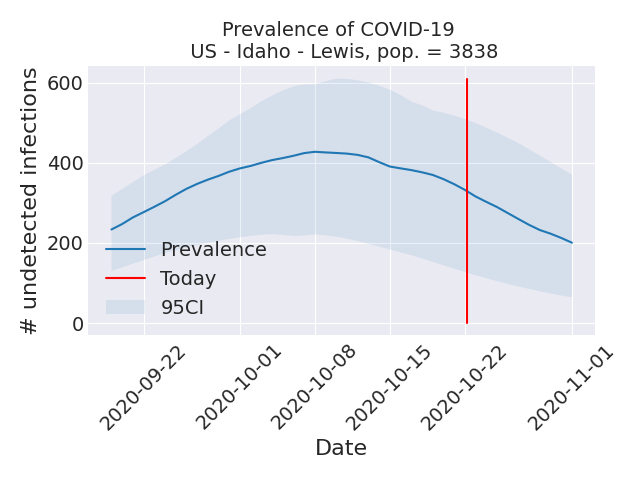 Prevalence of COVID-19
US - Idaho - Lewis, pop. = 3838
# undetected infections
600
400
200
0
Prevalence
Today
95CI
2020-09-22
2020-10-01
2020-10-08
2020-10-15
2020-10-22
2020-11-01
Date